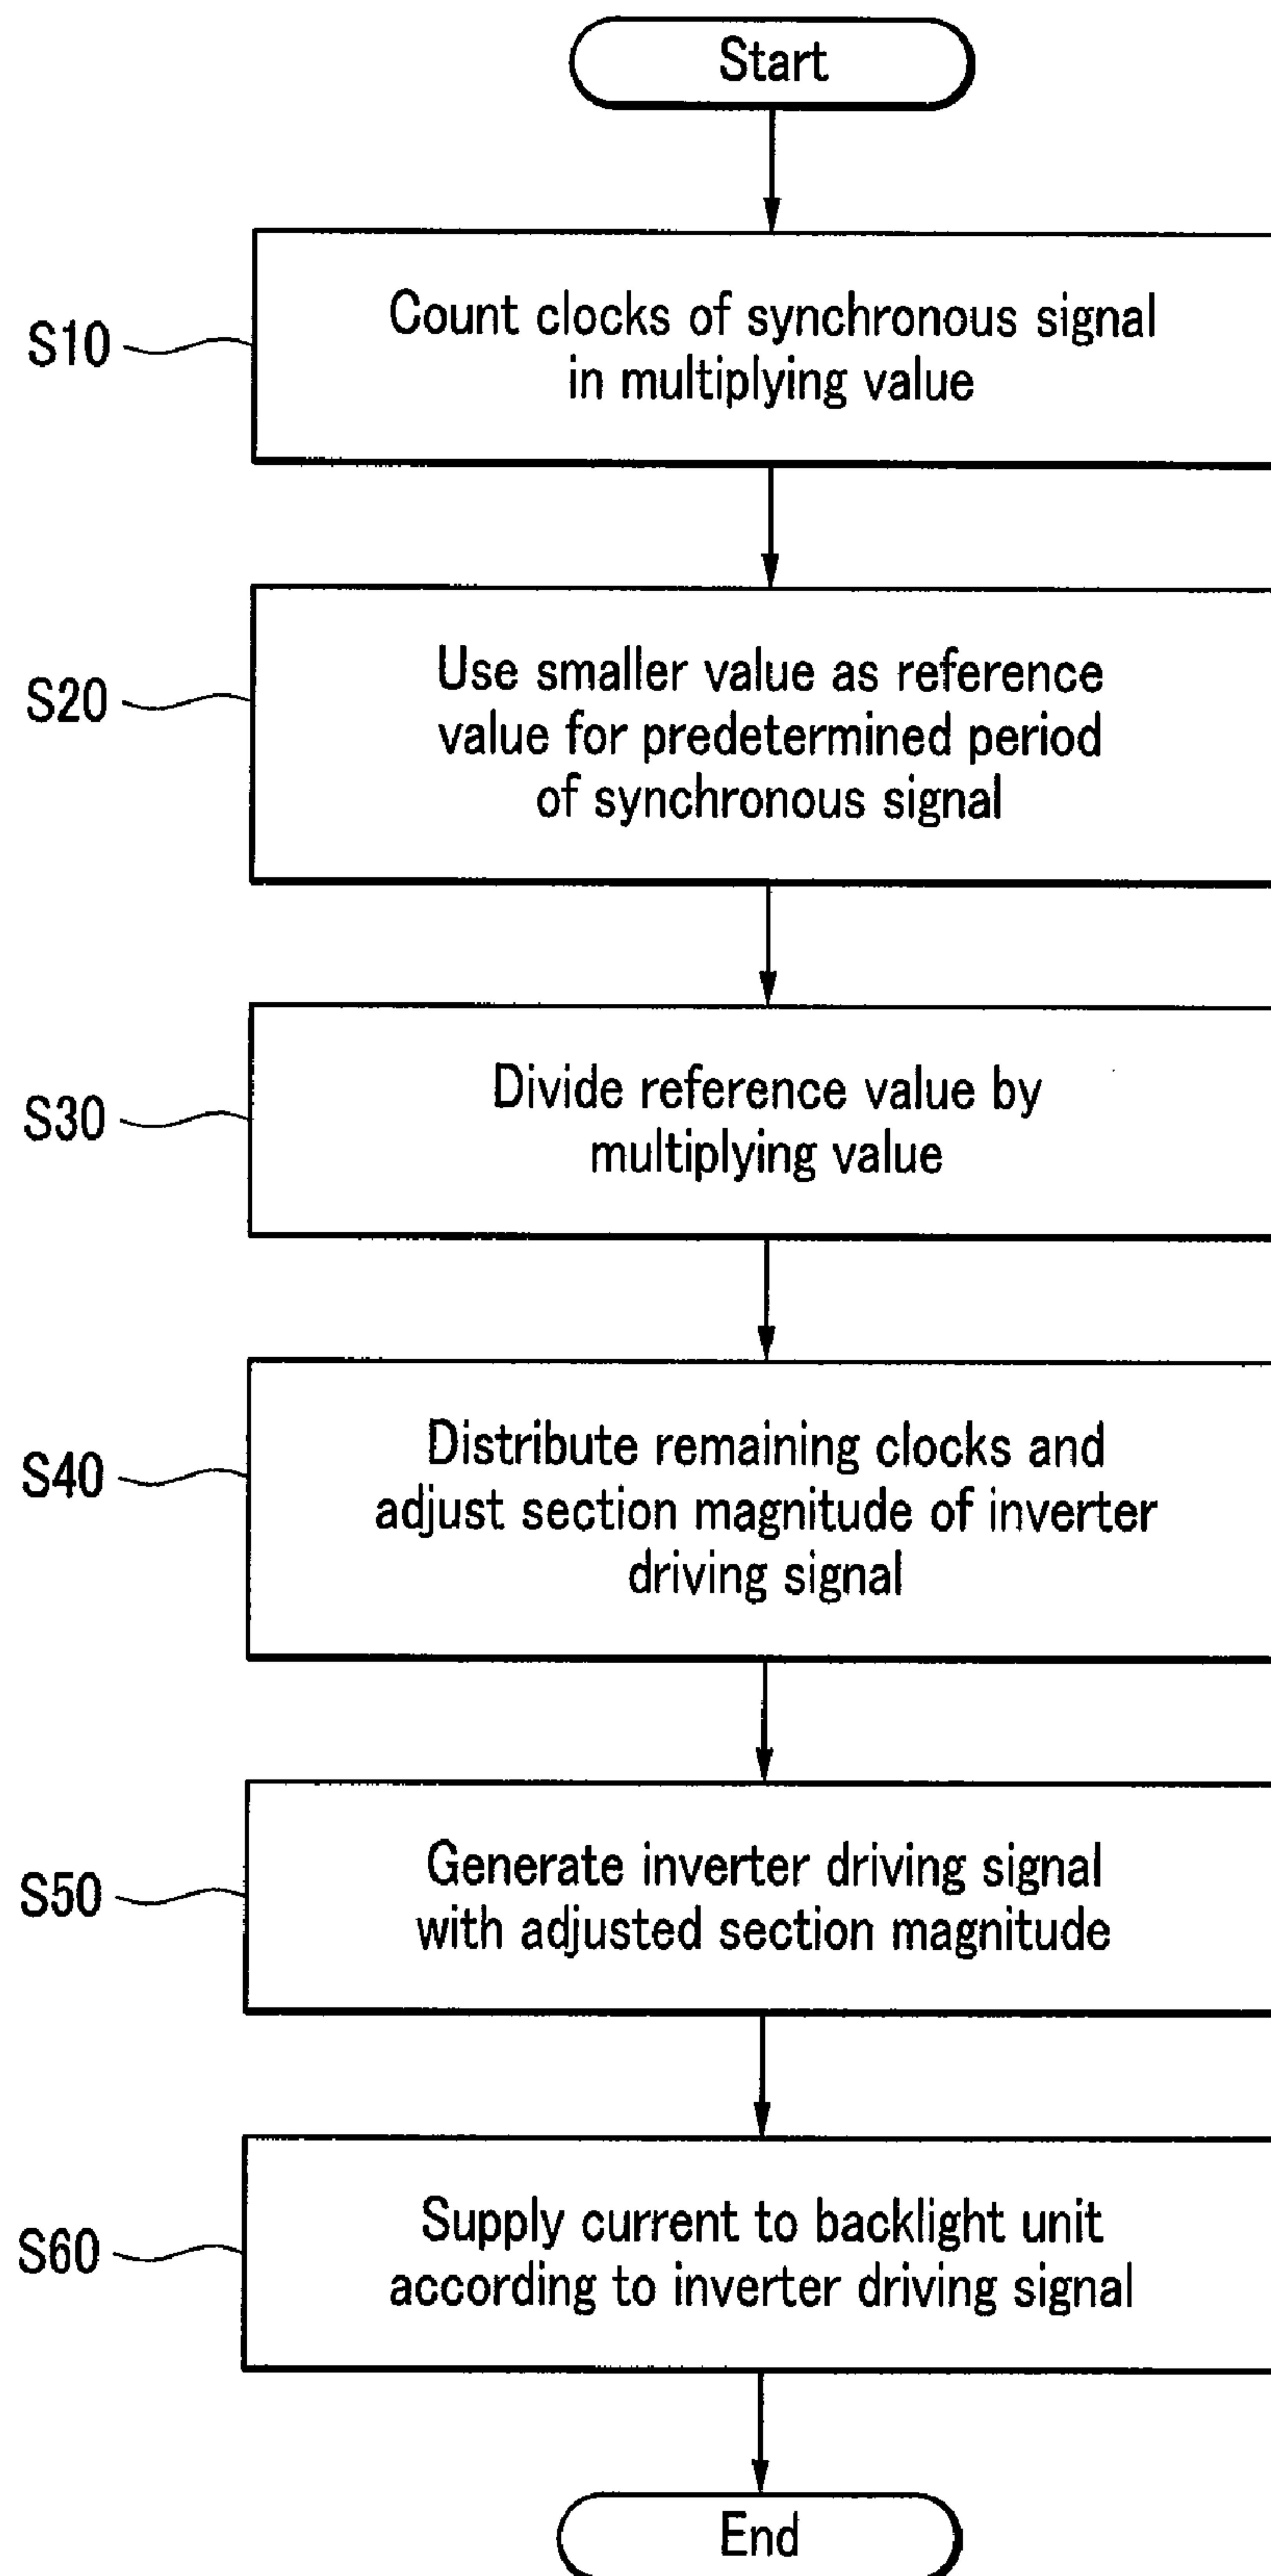 Start
S10
Count clocks of synchronous signal
in multiplying value
S20
Use smaller value as reference
value for predetermined period
of synchronous signal
S30
Divide reference value by
multiplying value
S40
Distribute remaining clocks and
adjust section magnitude of inverter
driving signal
S50
Generate inverter driving signal
with adjusted section magnitude
S60
Supply current to backlight unit
according to inverter driving signal
End